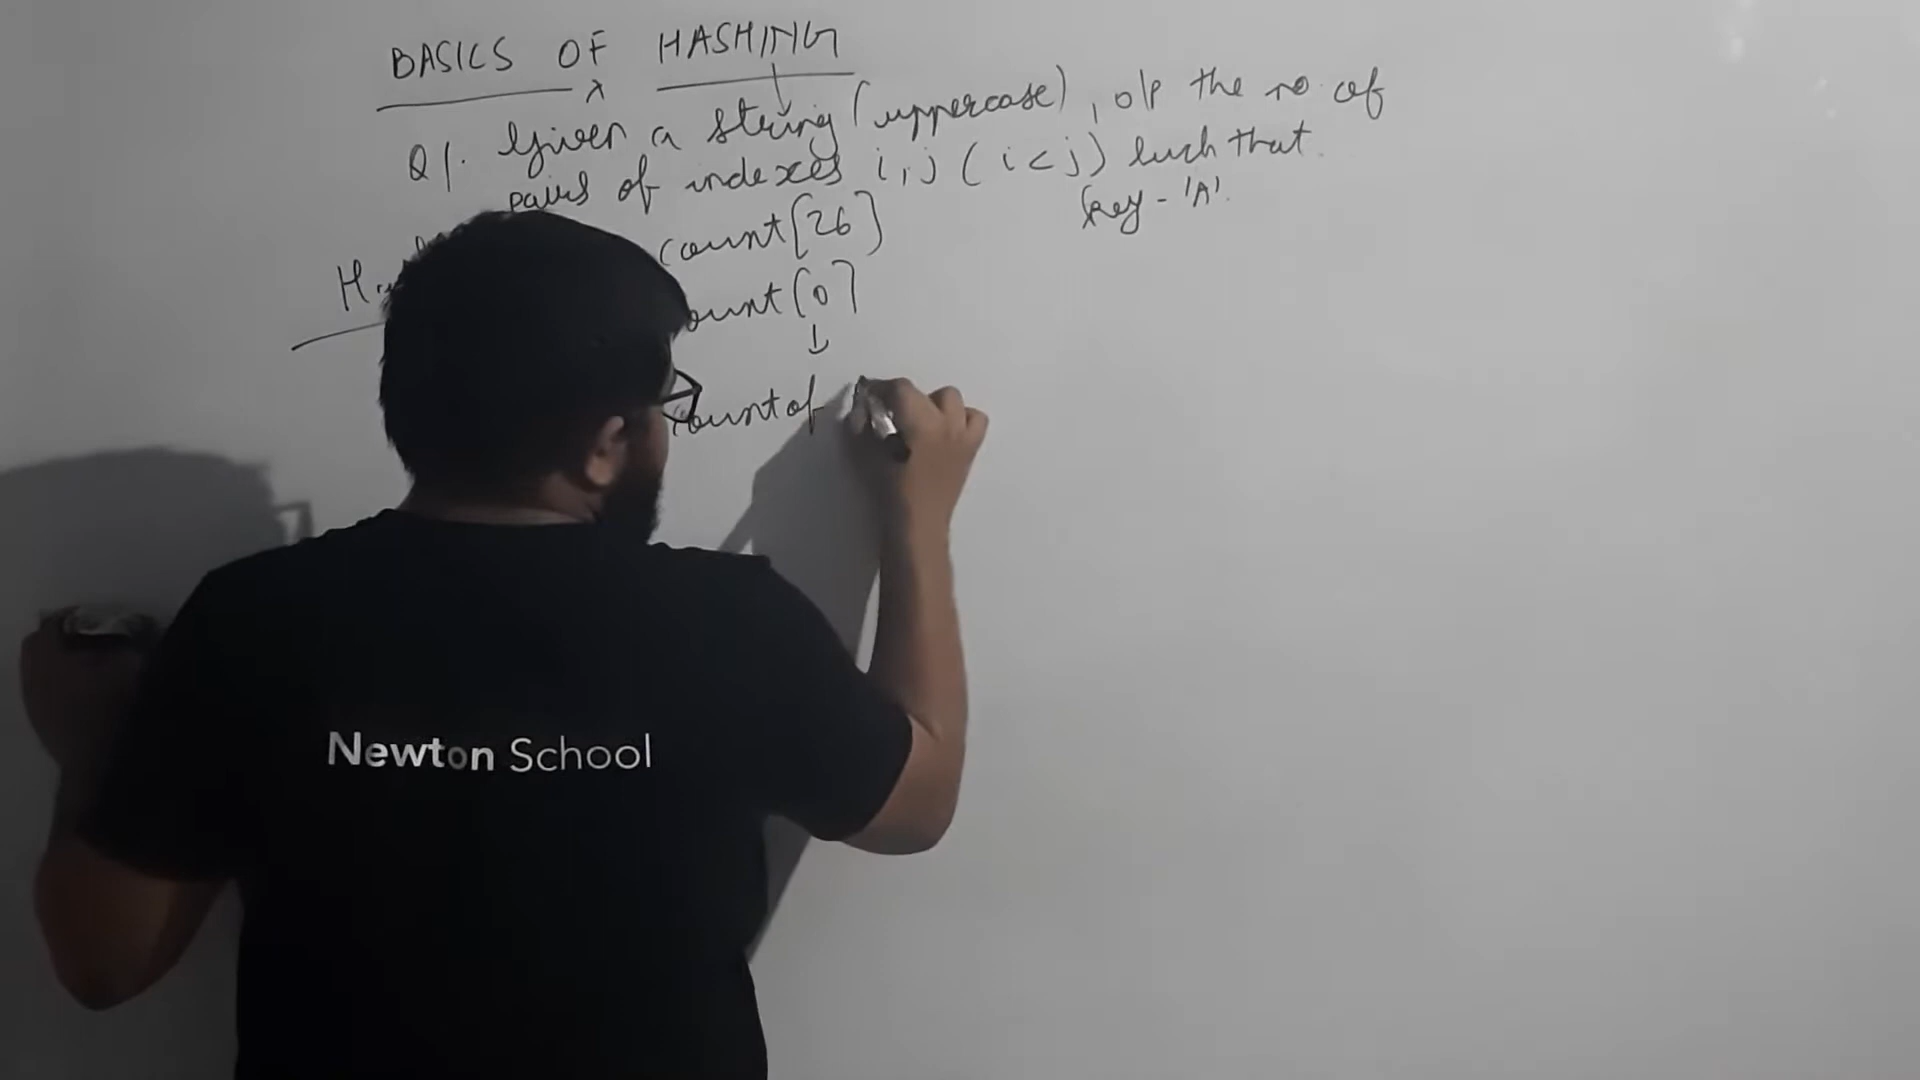 BASICS OF HASHING
Q1. Given a string (uppercase), o/p the no. of
pairs of indexes i, j (i < j) such that
key - 'A'.
count[26]
ount[0]
↓
count of
Newton School